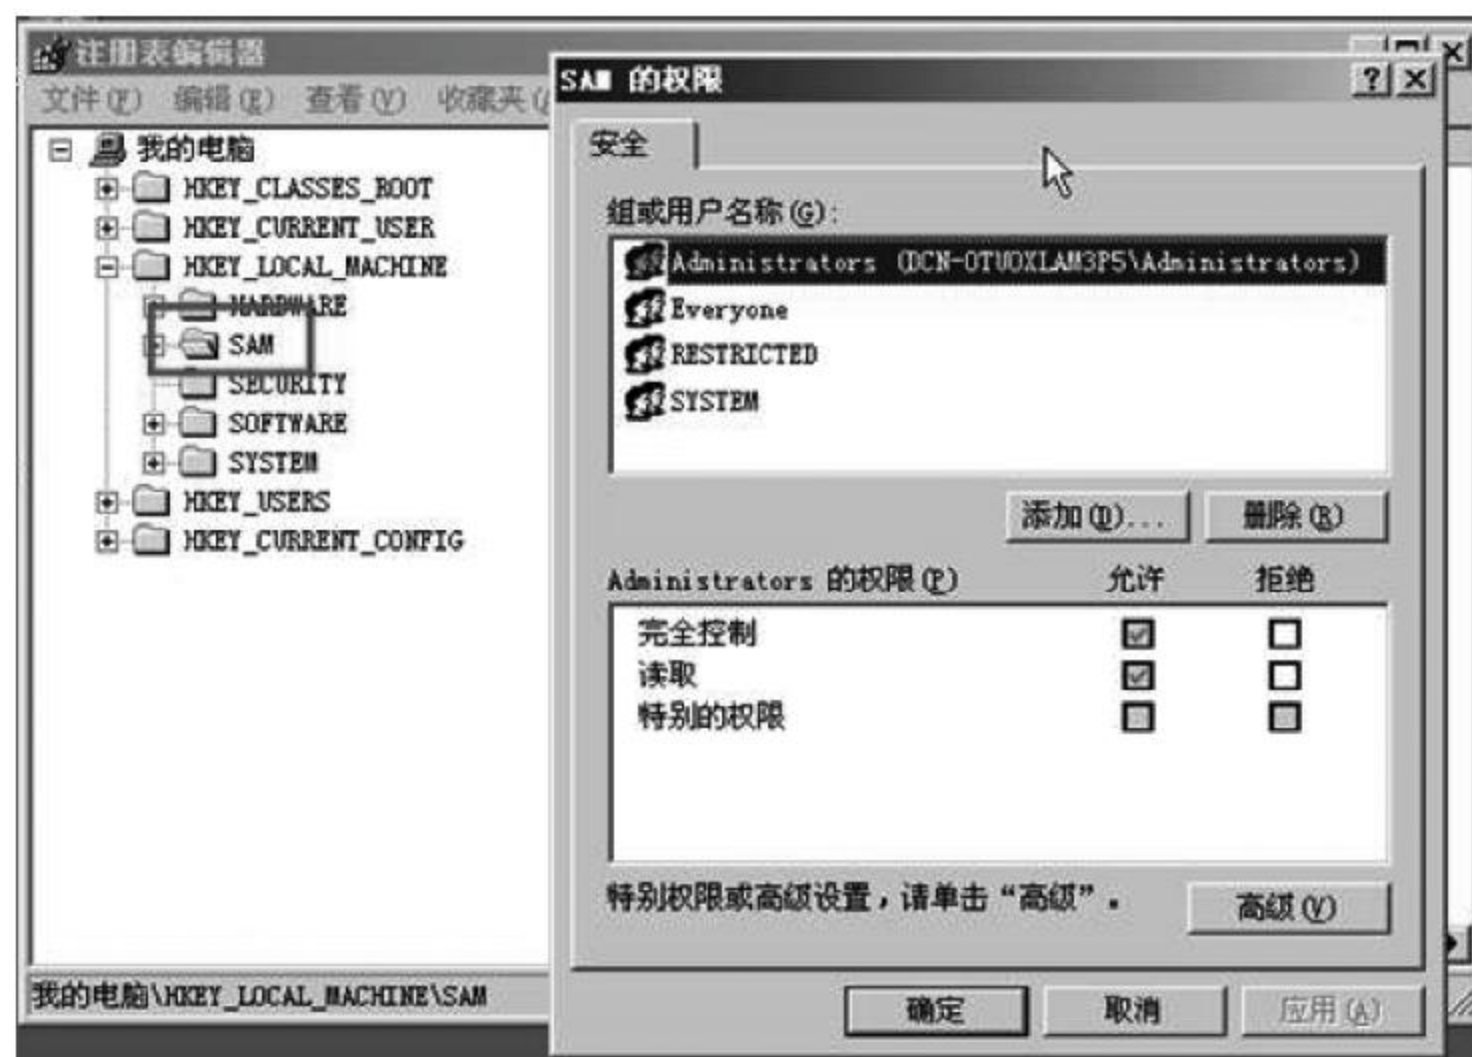 注册表编辑器
文件(F) 编辑(E) 查看(V) 收藏夹(
我的电脑
HKEY_CLASSES_ROOT
HKEY_CURRENT_USER
HKEY_LOCAL_MACHINE
HARDWARE
SAM
SECURITY
SOFTWARE
SYSTEM
HKEY_USERS
HKEY_CURRENT_CONFIG
我的电脑\HKEY_LOCAL_MACHINE\SAM
SAM 的权限
安全
组或用户名称(G):
Administrators (DCN-OTUOXLAM3P5\Administrators)
Everyone
RESTRICTED
SYSTEM
添加(D)... 删除(R)
Administrators 的权限(P) 允许 拒绝
完全控制
读取
特别的权限
特别权限或高级设置，请单击“高级”。
高级(V)
确定 取消 应用(A)